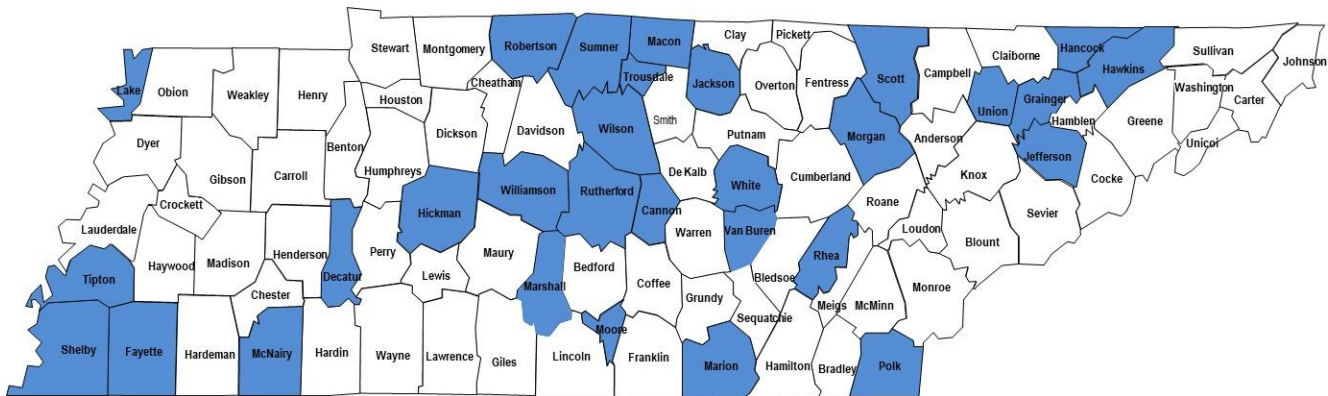 Stewart
Montgomery
Robertson
Sumner
Macon
Clay
Pickett
Claiborne
Hancock
Hawkins
Sullivan
Johnson
Lake
Obion
Weakley
Henry
Houston
Cheatham
Trousdale
Jackson
Overton
Fentress
Scott
Campbell
Union
Grainger
Hamblen
Washington
Carter
Greene
Unicoi
Dyer
Gibson
Carroll
Benton
Humphreys
Dickson
Davidson
Wilson
Smith
Putnam
Morgan
Anderson
Knox
Jefferson
Cocke
Crockett
Lauderdale
Haywood
Madison
Henderson
Decatur
Perry
Hickman
Williamson
Rutherford
Cannon
De Kalb
White
Cumberland
Roane
Loudon
Blount
Sevier
Tipton
Chester
Lewis
Maury
Marshall
Bedford
Coffee
Warren
Van Buren
Bledsoe
Rhea
Meigs
McMinn
Monroe
Shelby
Fayette
Hardeman
McNairy
Hardin
Wayne
Lawrence
Giles
Lincoln
Moore
Franklin
Grundy
Sequatchie
Marion
Hamilton
Bradley
Polk